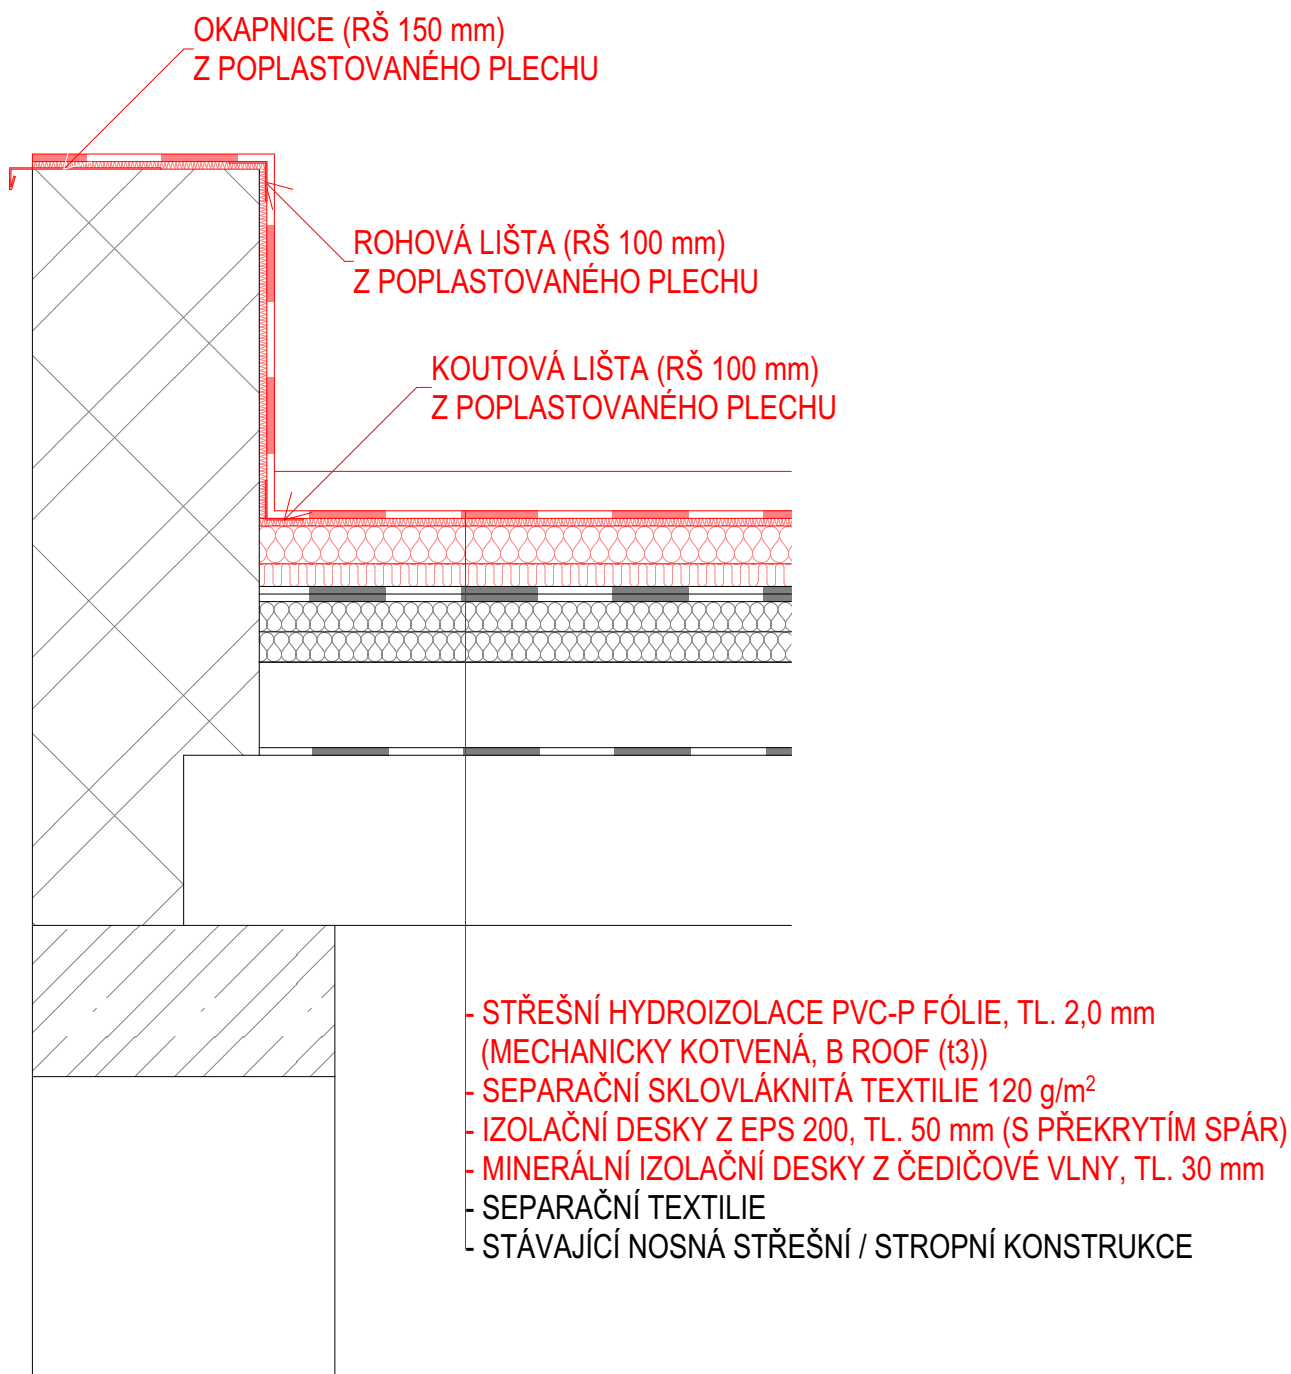 OKAPNICE (RŠ 150 mm)
Z POPLASTOVANÉHO PLECHU
ROHOVÁ LIŠTA (RŠ 100 mm)
Z POPLASTOVANÉHO PLECHU
KOUTOVÁ LIŠTA (RŠ 100 mm)
Z POPLASTOVANÉHO PLECHU
- STŘEŠNÍ HYDROIZOLACE PVC-P FÓLIE, TL. 2,0 mm
(MECHANICKY KOTVENÁ, B ROOF (t3))
- SEPARAČNÍ SKLOVLÁKNITÁ TEXTILIE 120 g/m²
- IZOLAČNÍ DESKY Z EPS 200, TL. 50 mm (S PŘEKRYTÍM SPÁR)
- MINERÁLNÍ IZOLAČNÍ DESKY Z ČEDIČOVÉ VLNY, TL. 30 mm
- SEPARAČNÍ TEXTILIE
- STÁVAJÍCÍ NOSNÁ STŘEŠNÍ / STROPNÍ KONSTRUKCE